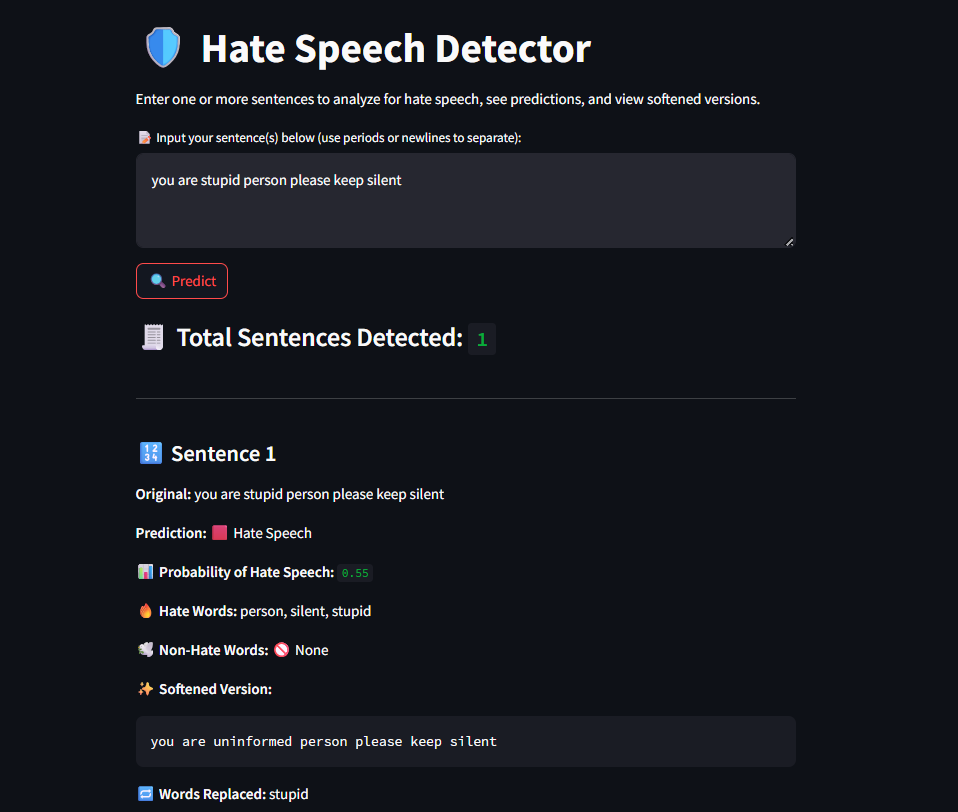 Hate Speech Detector
Enter one or more sentences to analyze for hate speech, see predictions, and view softened versions.
Input your sentence(s) below (use periods or newlines to separate):
you are stupid person please keep silent
Predict
Total Sentences Detected: 1
Sentence 1
Original: you are stupid person please keep silent
Prediction: Hate Speech
Probability of Hate Speech: 0.55
Hate Words: person, silent, stupid
Non-Hate Words: None
Softened Version:
you are uninformed person please keep silent
Words Replaced: stupid